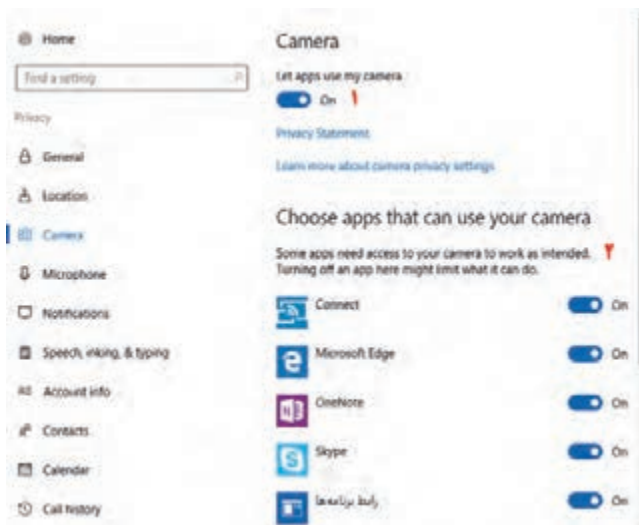 Home
Find a setting
Privacy
General
Location
Camera
Microphone
Notifications
Speech, inking, & typing
Account info
Contacts
Calendar
Call history
Camera
Let apps use my camera
On ۱
Privacy Statement
Learn more about camera privacy settings
Choose apps that can use your camera
Some apps need access to your camera to work as intended. ۲
Turning off an app here might limit what it can do.
Connect On
Microsoft Edge On
OneNote On
Skype On
رابط برنامه‌ها On